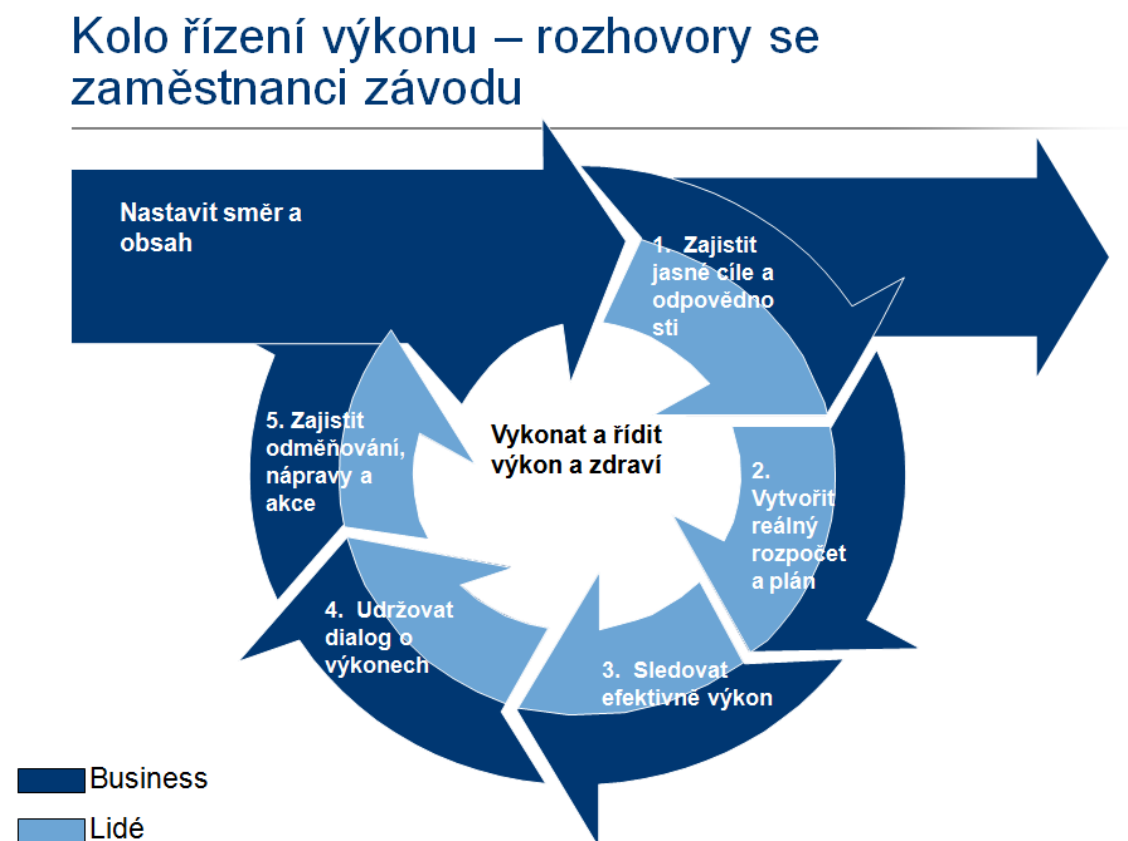 Kolo řízení výkonu – rozhovory se
zaměstnanci závodu
Nastavit směr a
obsah
1. Zajistit
jasné cíle a
odpovědno
sti
Vykonat a řídit
výkon a zdraví
2.
Vytvořit
reálný
rozpočet
a plán
3. Sledovat
efektivně výkon
4. Udržovat
dialog o
výkonech
5. Zajistit
odměňování,
nápravy a
akce
Business
Lidé